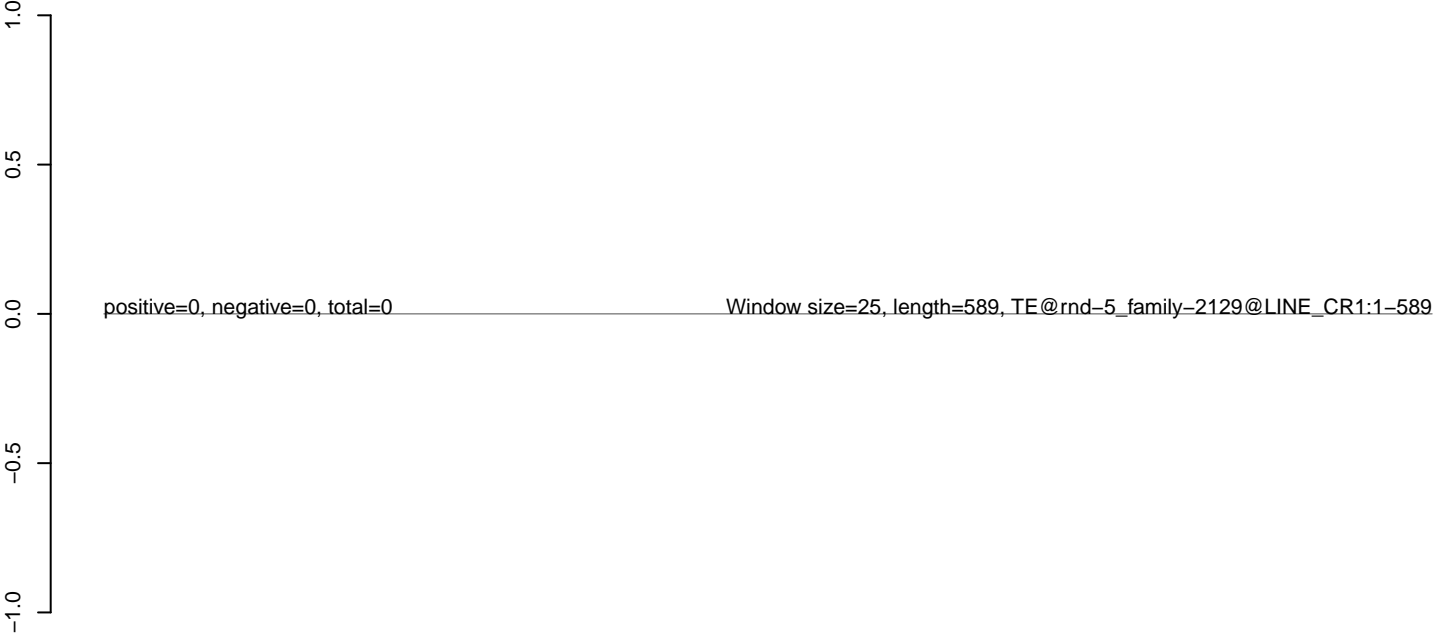 1.0
0.5
0.0
−0.5
−1.0
positive=0, negative=0, total=0
Window size=25, length=589, TE@rnd−5_family−2129@LINE_CR1:1−589